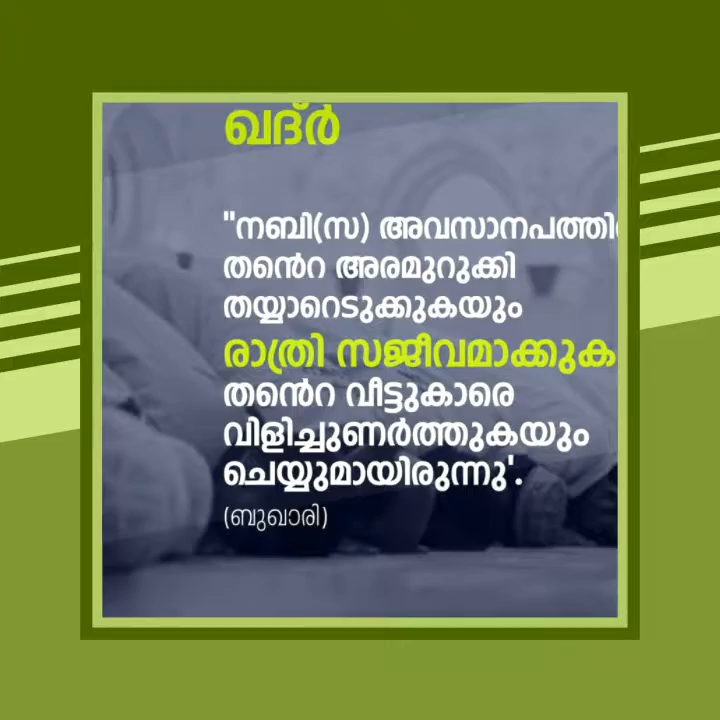 ഖദ്ർ
"നബി(സ) അവസാനപത്തി
തൻെറ അരമുറുക്കി
തയ്യാറെടുക്കുകയും
രാത്രി സജീവമാക്കുക
തൻെറ വീട്ടുകാരെ
വിളിച്ചുണർത്തുകയും
ചെയ്യുമായിരുന്നു'.
(ബുഖാരി)